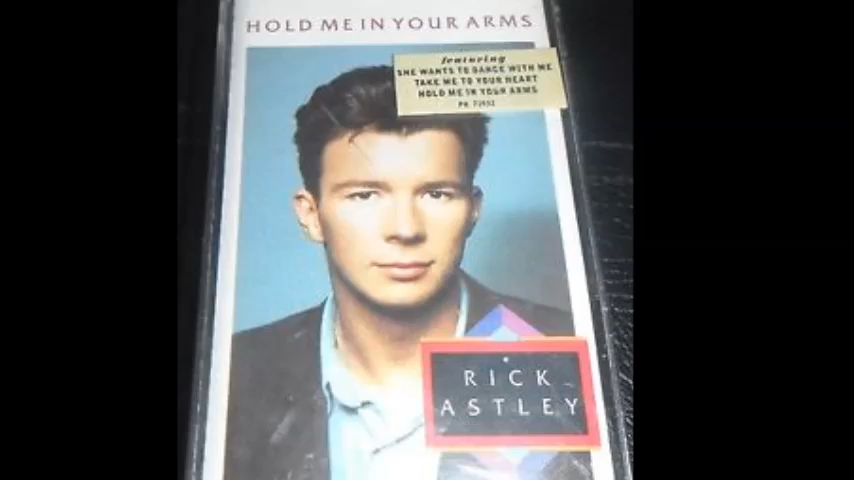 HOLD ME IN YOUR ARMS
featuring
SHE WANTS TO DANCE WITH ME
TAKE ME TO YOUR HEART
HOLD ME IN YOUR ARMS
RICK
ASTLEY